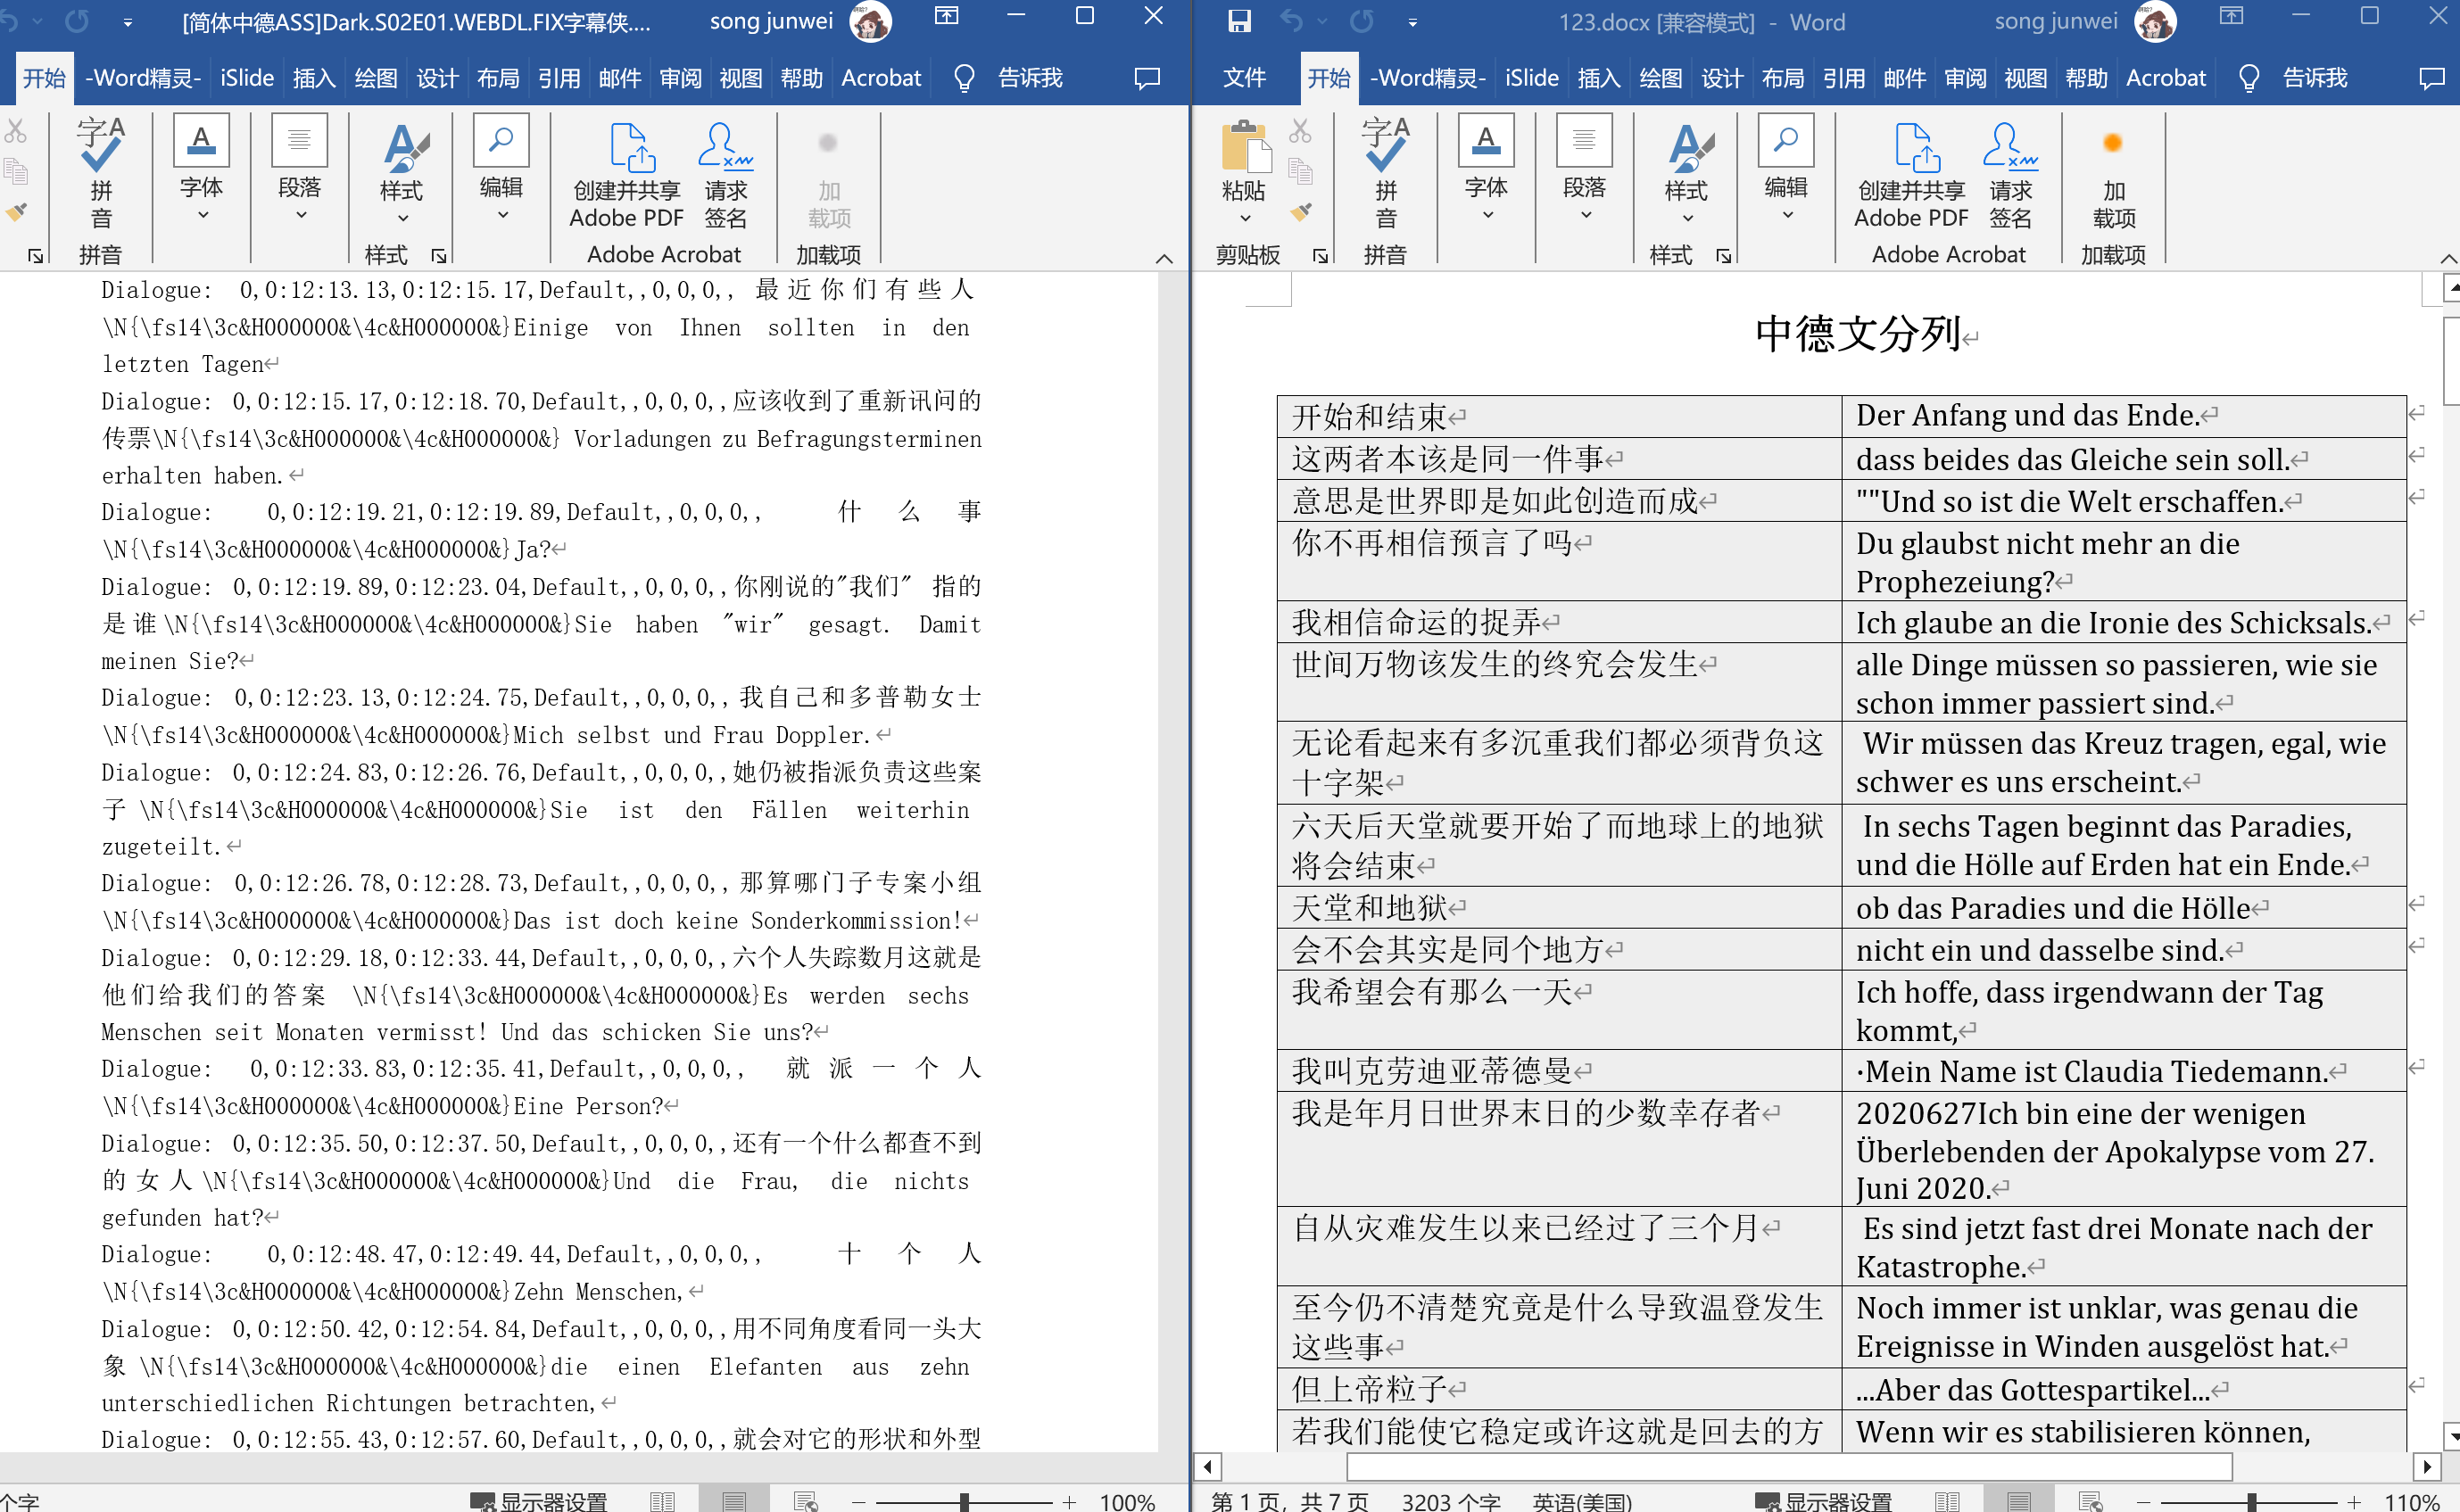 [简体中德ASS]Dark.S02E01.WEBDL.FIX字幕侠....
song junwei
开始 -Word精灵- iSlide 插入 绘图 设计 布局 引用 邮件 审阅 视图 帮助 Acrobat 告诉我
字A 拼音
字体
段落
样式
编辑
创建并共享 Adobe PDF
请求签名
加载项
拼音 样式 Adobe Acrobat 加载项
Dialogue: 0,0:12:13.13,0:12:15.17,Default,,0,0,0,,最近你们有些人
\N{\fs14\3c&H000000&\4c&H000000&}Einige von Ihnen sollten in den
letzten Tagen
Dialogue: 0,0:12:15.17,0:12:18.70,Default,,0,0,0,,应该收到了重新讯问的
传票\N{\fs14\3c&H000000&\4c&H000000&} Vorladungen zu Befragungsterminen
erhalten haben.
Dialogue: 0,0:12:19.21,0:12:19.89,Default,,0,0,0,, 什么事
\N{\fs14\3c&H000000&\4c&H000000&}Ja?
Dialogue: 0,0:12:19.89,0:12:23.04,Default,,0,0,0,,你刚说的"我们" 指的
是谁\N{\fs14\3c&H000000&\4c&H000000&}Sie haben "wir" gesagt. Damit
meinen Sie?
Dialogue: 0,0:12:23.13,0:12:24.75,Default,,0,0,0,,我自己和多普勒女士
\N{\fs14\3c&H000000&\4c&H000000&}Mich selbst und Frau Doppler.
Dialogue: 0,0:12:24.83,0:12:26.76,Default,,0,0,0,,她仍被指派负责这些案
子\N{\fs14\3c&H000000&\4c&H000000&}Sie ist den Fällen weiterhin
zugeteilt.
Dialogue: 0,0:12:26.78,0:12:28.73,Default,,0,0,0,,那算哪门子专案小组
\N{\fs14\3c&H000000&\4c&H000000&}Das ist doch keine Sonderkommission!
Dialogue: 0,0:12:29.18,0:12:33.44,Default,,0,0,0,,六个人失踪数月这就是
他们给我们的答案 \N{\fs14\3c&H000000&\4c&H000000&}Es werden sechs
Menschen seit Monaten vermisst! Und das schicken Sie uns?
Dialogue: 0,0:12:33.83,0:12:35.41,Default,,0,0,0,, 就派一个人
\N{\fs14\3c&H000000&\4c&H000000&}Eine Person?
Dialogue: 0,0:12:35.50,0:12:37.50,Default,,0,0,0,,还有一个什么都查不到
的女人\N{\fs14\3c&H000000&\4c&H000000&}Und die Frau, die nichts
gefunden hat?
Dialogue: 0,0:12:48.47,0:12:49.44,Default,,0,0,0,, 十个人
\N{\fs14\3c&H000000&\4c&H000000&}Zehn Menschen,
Dialogue: 0,0:12:50.42,0:12:54.84,Default,,0,0,0,,用不同角度看同一头大
象\N{\fs14\3c&H000000&\4c&H000000&}die einen Elefanten aus zehn
unterschiedlichen Richtungen betrachten,
Dialogue: 0,0:12:55.43,0:12:57.60,Default,,0,0,0,,就会对它的形状和外型
个字 显示器设置 100%
123.docx [兼容模式] - Word
song junwei
文件 开始 -Word精灵- iSlide 插入 绘图 设计 布局 引用 邮件 审阅 视图 帮助 Acrobat 告诉我
粘贴
字A 拼音
字体
段落
样式
编辑
创建并共享 Adobe PDF
请求签名
加载项
剪贴板 拼音 样式 Adobe Acrobat 加载项
中德文分列
开始和结束
Der Anfang und das Ende.
这两者本该是同一件事
dass beides das Gleiche sein soll.
意思是世界即是如此创造而成
""Und so ist die Welt erschaffen.
你不再相信预言了吗
Du glaubst nicht mehr an die
Prophezeiung?
我相信命运的捉弄
Ich glaube an die Ironie des Schicksals.
世间万物该发生的终究会发生
alle Dinge müssen so passieren, wie sie
schon immer passiert sind.
无论看起来有多沉重我们都必须背负这
十字架
Wir müssen das Kreuz tragen, egal, wie
schwer es uns erscheint.
六天后天堂就要开始了而地球上的地狱
将会结束
In sechs Tagen beginnt das Paradies,
und die Hölle auf Erden hat ein Ende.
天堂和地狱
ob das Paradies und die Hölle
会不会其实是同个地方
nicht ein und dasselbe sind.
我希望会有那么一天
Ich hoffe, dass irgendwann der Tag
kommt,
我叫克劳迪亚蒂德曼
·Mein Name ist Claudia Tiedemann.
我是年月日世界末日的少数幸存者
2020627Ich bin eine der wenigen
Überlebenden der Apokalypse vom 27.
Juni 2020.
自从灾难发生以来已经过了三个月
Es sind jetzt fast drei Monate nach der
Katastrophe.
至今仍不清楚究竟是什么导致温登发生
这些事
Noch immer ist unklar, was genau die
Ereignisse in Winden ausgelöst hat.
但上帝粒子
...Aber das Gottespartikel...
若我们能使它稳定或许这就是回去的方
Wenn wir es stabilisieren können,
第 1 页，共 7 页 3203 个字 英语(美国) 显示器设置 110%